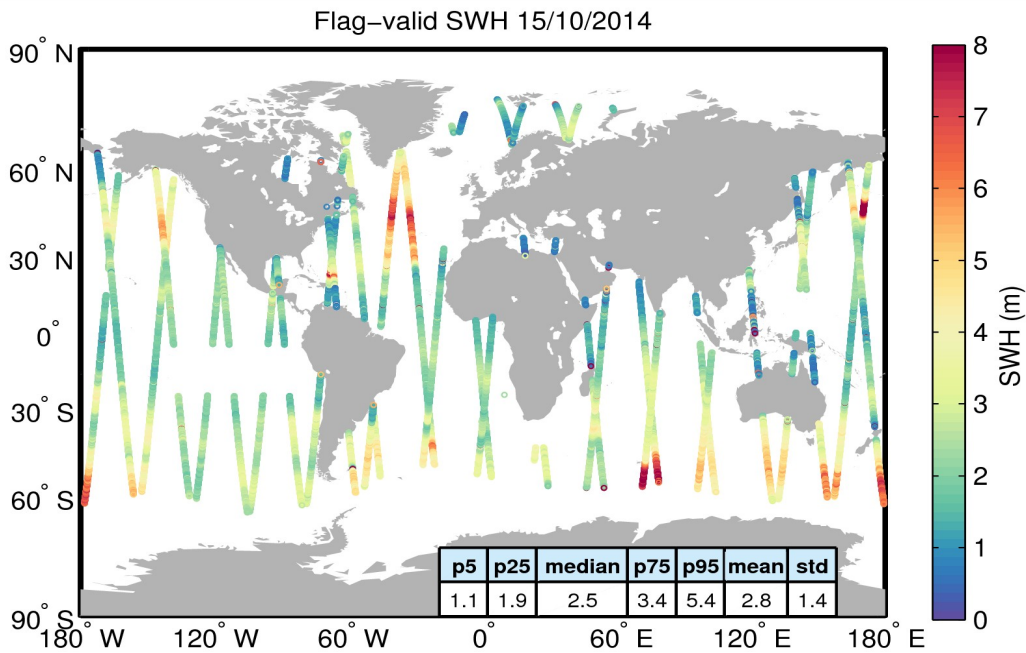 Flag−valid SWH 15/10/2014
90° N
60° N
30° N
0°
30° S
60° S
90° S
180° W
120° W
60° W
0°
60° E
120° E
180° E
p5 p25 median p75 p95 mean std
1.1 1.9 2.5 3.4 5.4 2.8 1.4
8
7
6
5
4
3
2
1
0
SWH (m)